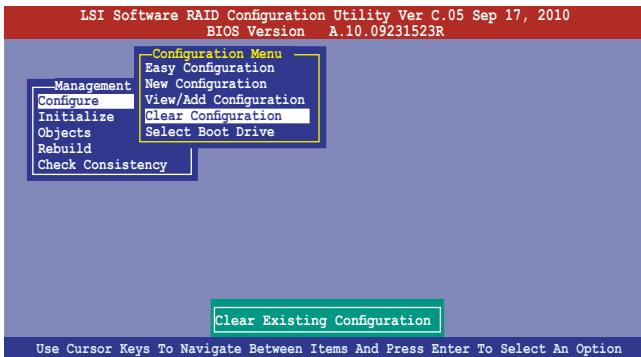 LSI Software RAID Configuration Utility Ver C.05 Sep 17, 2010
BIOS Version A.10.09231523R
Configuration Menu
Easy Configuration
New Configuration
View/Add Configuration
Clear Configuration
Select Boot Drive
Management
Configure
Initialize
Objects
Rebuild
Check Consistency
Clear Existing Configuration
Use Cursor Keys To Navigate Between Items And Press Enter To Select An Option